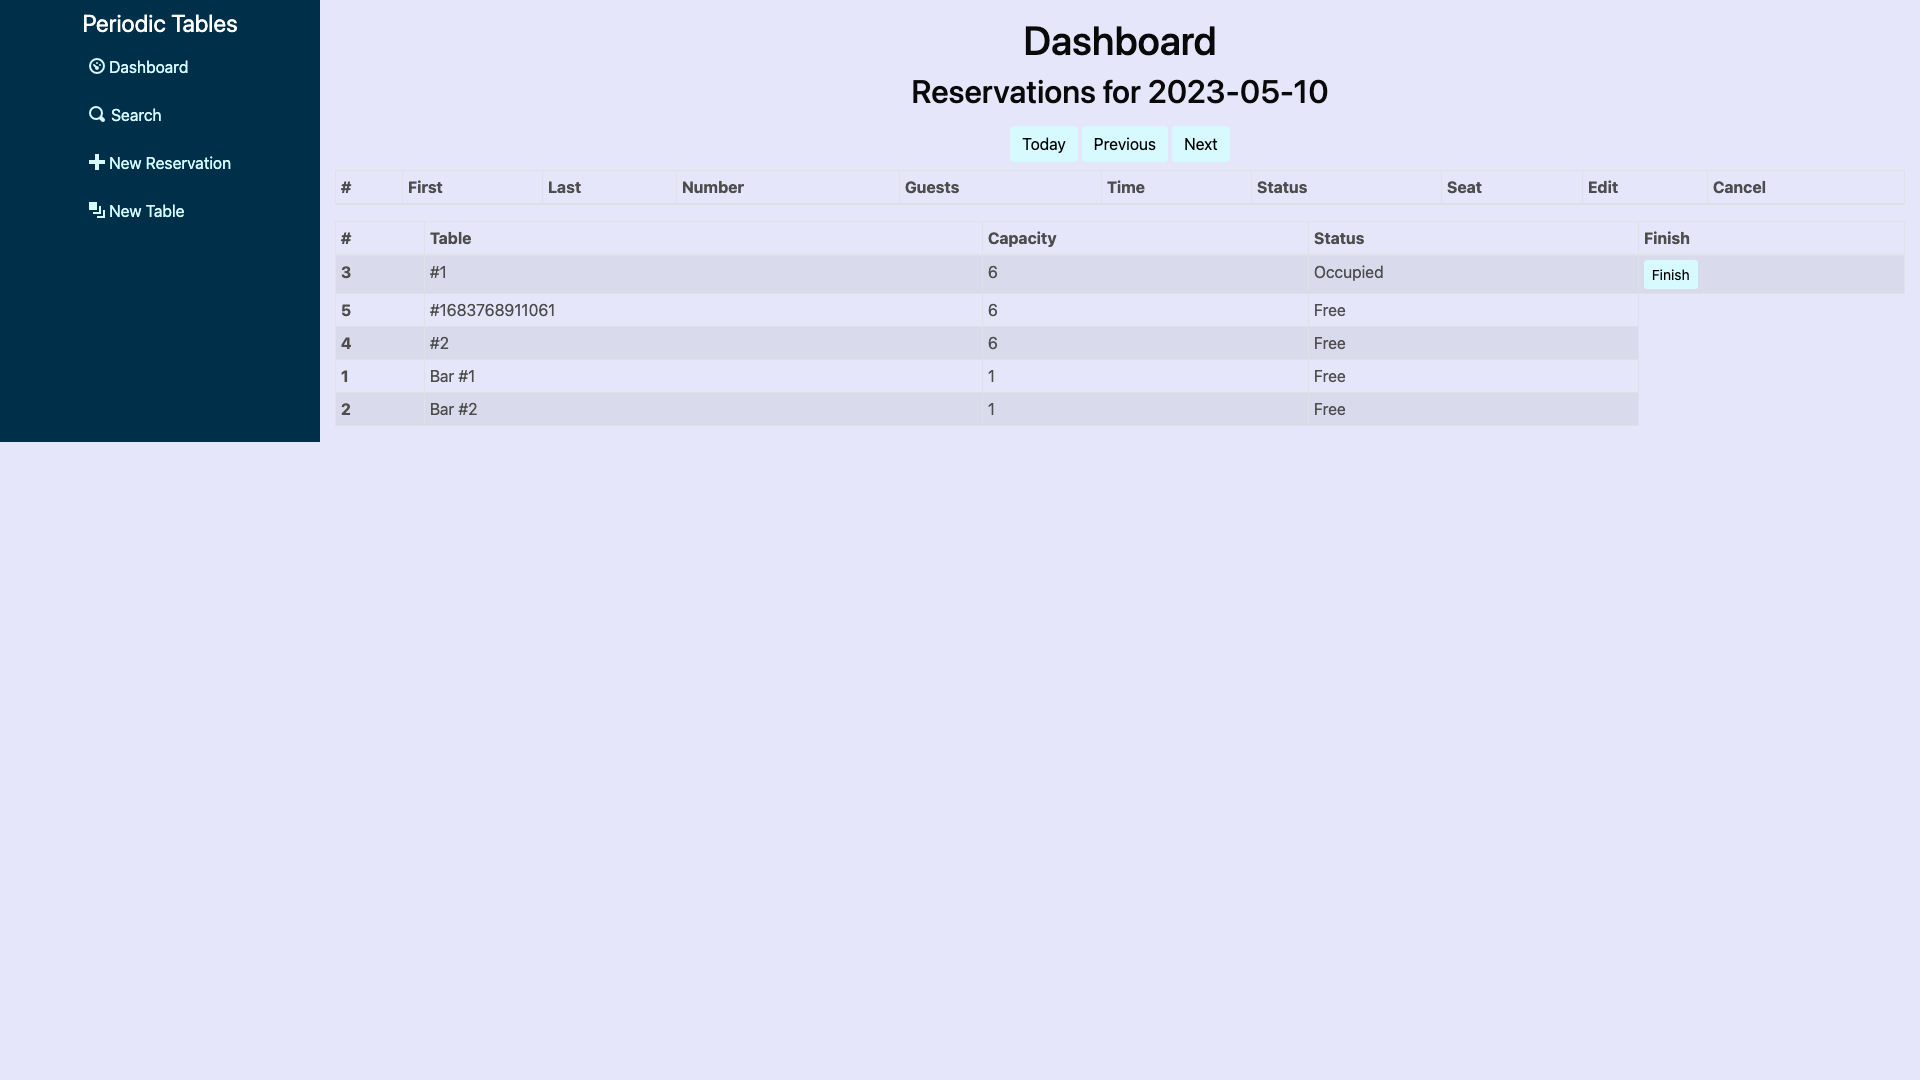 Periodic Tables
Dashboard
Search
New Reservation
New Table
Dashboard
Reservations for 2023-05-10
Today Previous Next
# First Last Number Guests Time Status Seat Edit Cancel
# Table Capacity Status Finish
3 #1 6 Occupied Finish
5 #1683768911061 6 Free
4 #2 6 Free
1 Bar #1 1 Free
2 Bar #2 1 Free